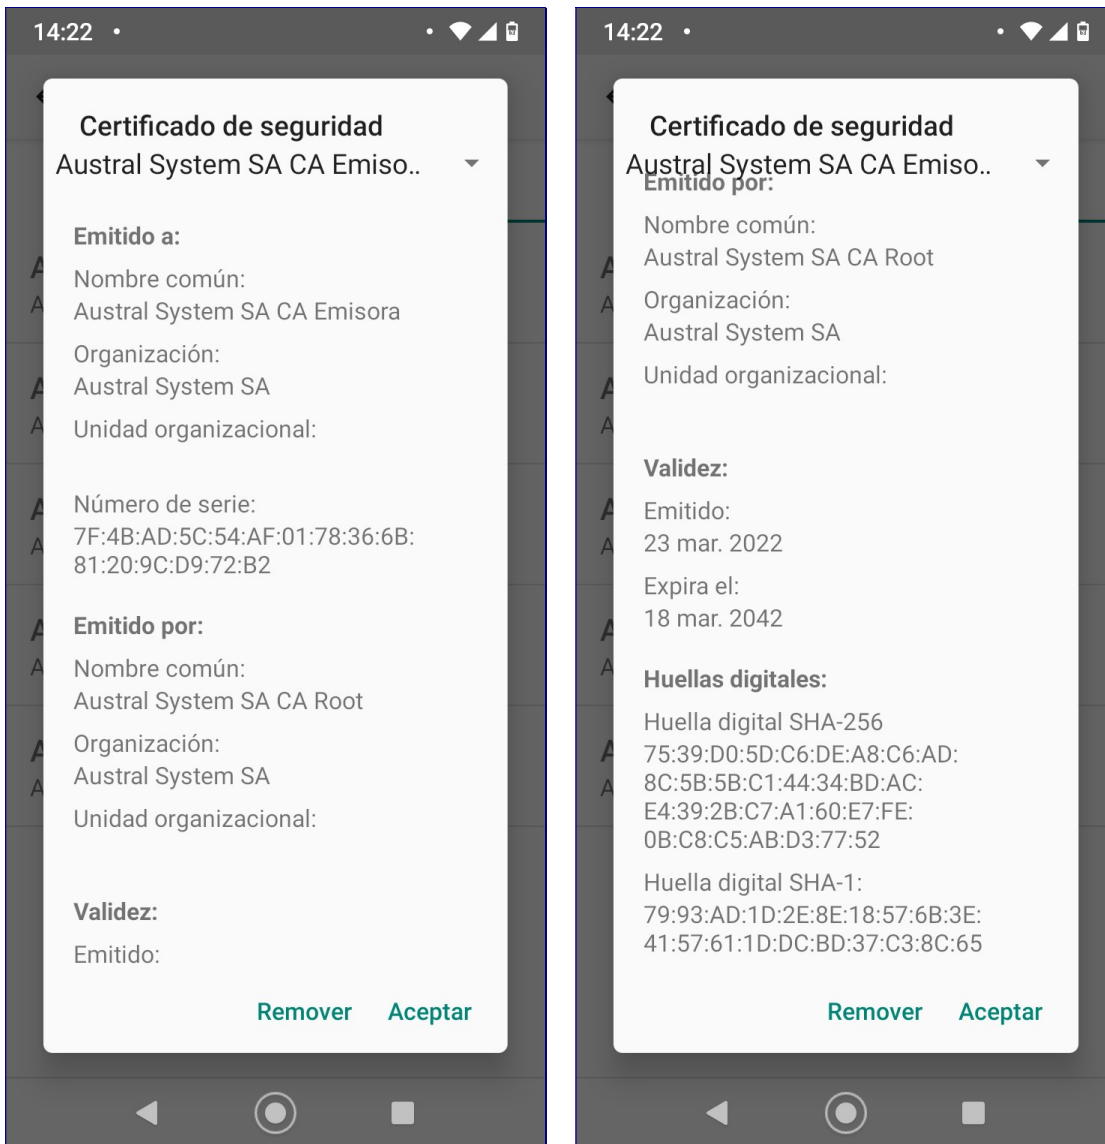 14:22
Certificado de seguridad
Austral System SA CA Emiso..
Emitido a:
Nombre común:
Austral System SA CA Emisora
Organización:
Austral System SA
Unidad organizacional:
Número de serie:
7F:4B:AD:5C:54:AF:01:78:36:6B:
81:20:9C:D9:72:B2
Emitido por:
Nombre común:
Austral System SA CA Root
Organización:
Austral System SA
Unidad organizacional:
Validez:
Emitido:
Remover Aceptar
14:22
Certificado de seguridad
Austral System SA CA Emiso..
Emitido por:
Nombre común:
Austral System SA CA Root
Organización:
Austral System SA
Unidad organizacional:
Validez:
Emitido:
23 mar. 2022
Expira el:
18 mar. 2042
Huellas digitales:
Huella digital SHA-256
75:39:D0:5D:C6:DE:A8:C6:AD:
8C:5B:5B:C1:44:34:BD:AC:
E4:39:2B:C7:A1:60:E7:FE:
0B:C8:C5:AB:D3:77:52
Huella digital SHA-1:
79:93:AD:1D:2E:8E:18:57:6B:3E:
41:57:61:1D:DC:BD:37:C3:8C:65
Remover Aceptar